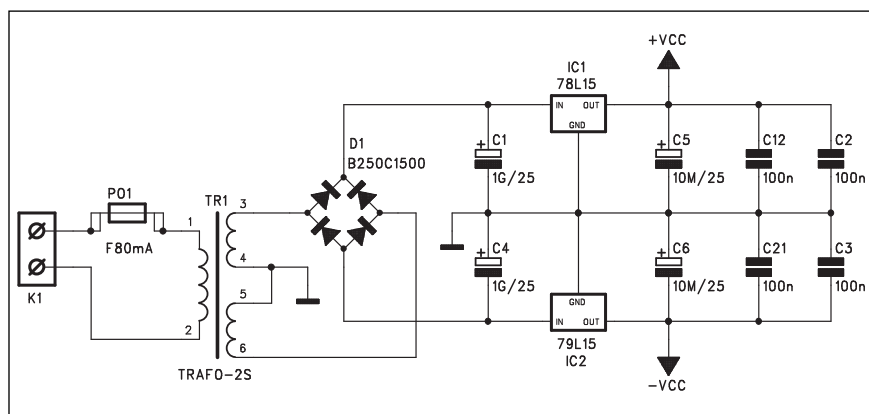 +VCC
IC1
78L15
IN OUT
GND
D1
B250C1500
C1
1G/25
C5
10M/25
C12
100n
C2
100n
PO1
F80mA
TR1
1
2
3
4
5
6
K1
TRAFO-2S
C4
1G/25
C6
10M/25
C21
100n
C3
100n
GND
IN OUT
79L15
IC2
-VCC
+
+
+
+